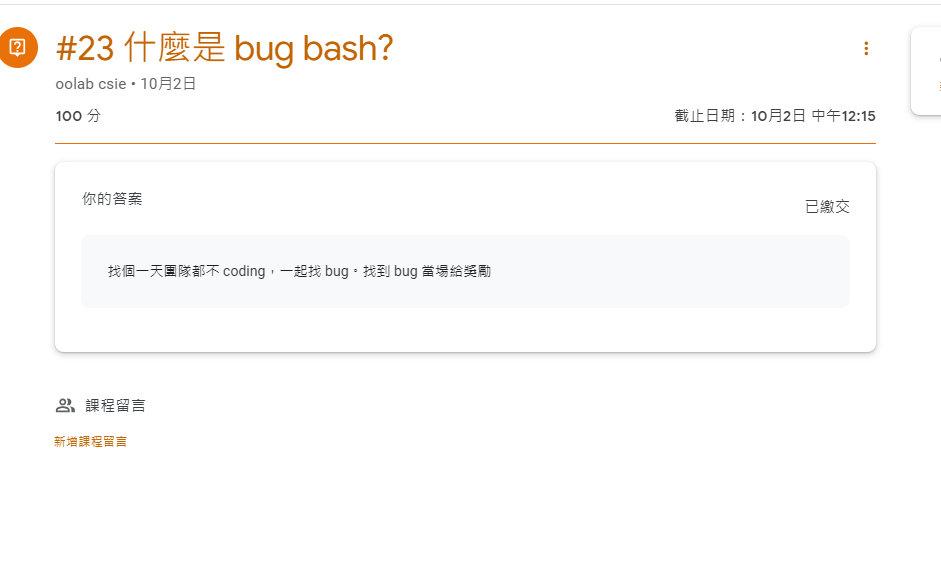 #23 什麼是 bug bash?
oolab csie • 10月2日
100 分
截止日期：10月2日 中午12:15
你的答案
已繳交
找個一天團隊都不 coding，一起找 bug。找到 bug 當場給獎勵
課程留言
新增課程留言